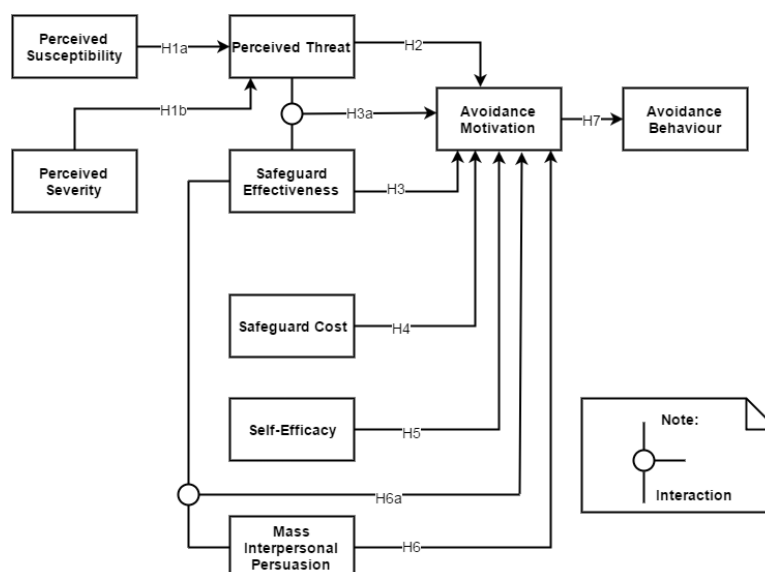 Perceived
Susceptibility
H1a
Perceived Threat
H2
H1b
H3a
Avoidance
Motivation
H7
Avoidance
Behaviour
Perceived
Severity
Safeguard
Effectiveness
H3
Safeguard Cost
H4
Self-Efficacy
H5
H6a
Mass
Interpersonal
Persuasion
H6
Note:
Interaction